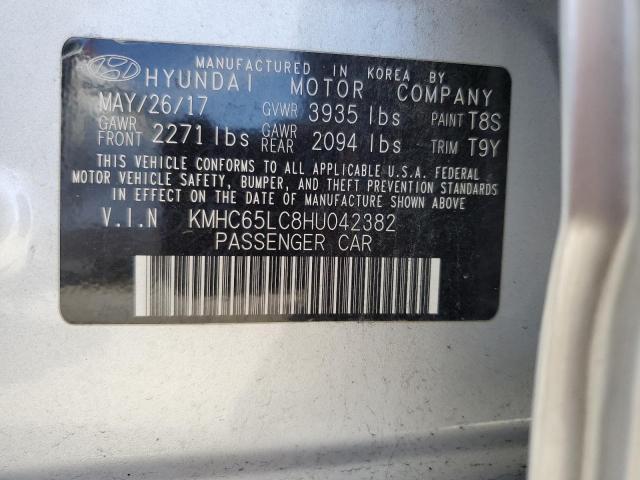 MANUFACTURED IN KOREA BY
HYUNDAI MOTOR COMPANY
MAY/26/17 GVWR 3935 lbs PAINT T8S
GAWR FRONT 2271 lbs GAWR REAR 2094 lbs TRIM T9Y
THIS VEHICLE CONFORMS TO ALL APPLICABLE U.S.A. FEDERAL
MOTOR VEHICLE SAFETY, BUMPER, AND THEFT PREVENTION STANDARDS
IN EFFECT ON THE DATE OF MANUFACTURE SHOWN ABOVE
V.I.N KMHC65LC8HU042382
PASSENGER CAR